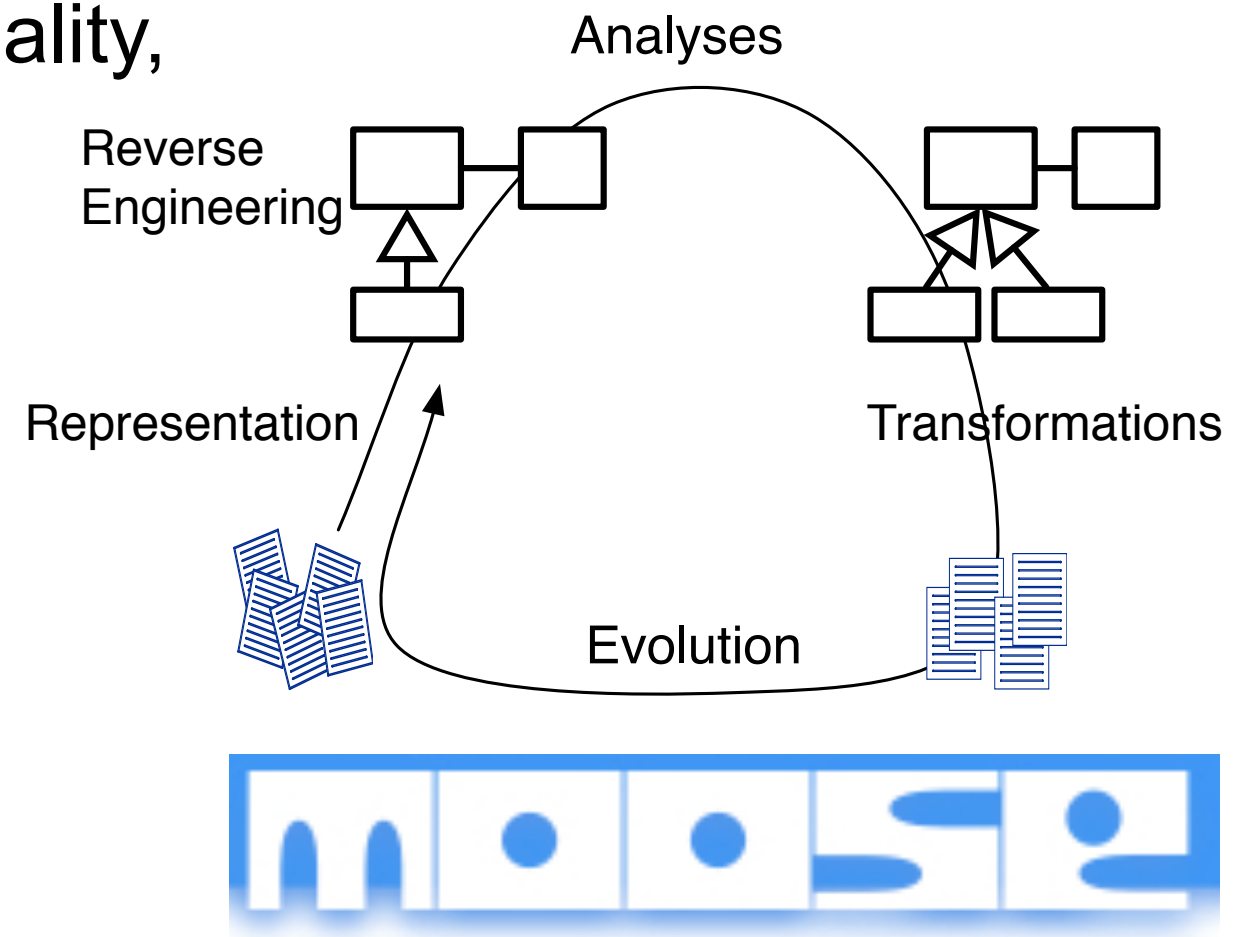 ality,
Analyses
Reverse
Engineering
Representation
Transformations
Evolution
moose